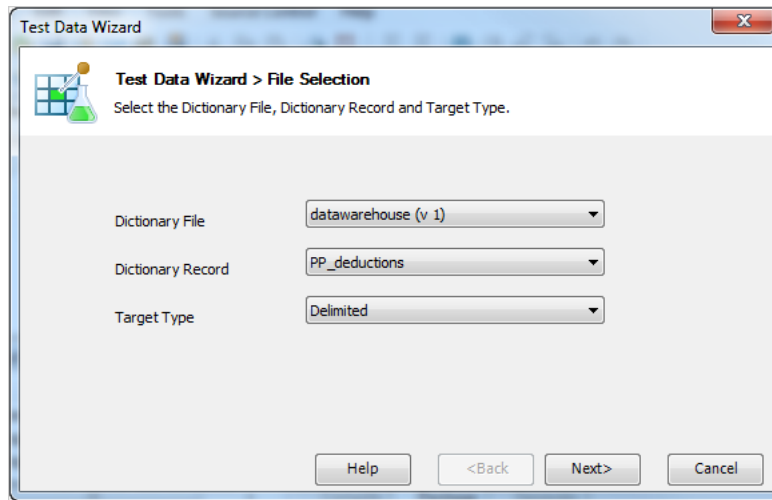 Test Data Wizard
Test Data Wizard > File Selection
Select the Dictionary File, Dictionary Record and Target Type.
Dictionary File datawarehouse (v 1)
Dictionary Record PP_deductions
Target Type Delimited
Help <Back Next> Cancel